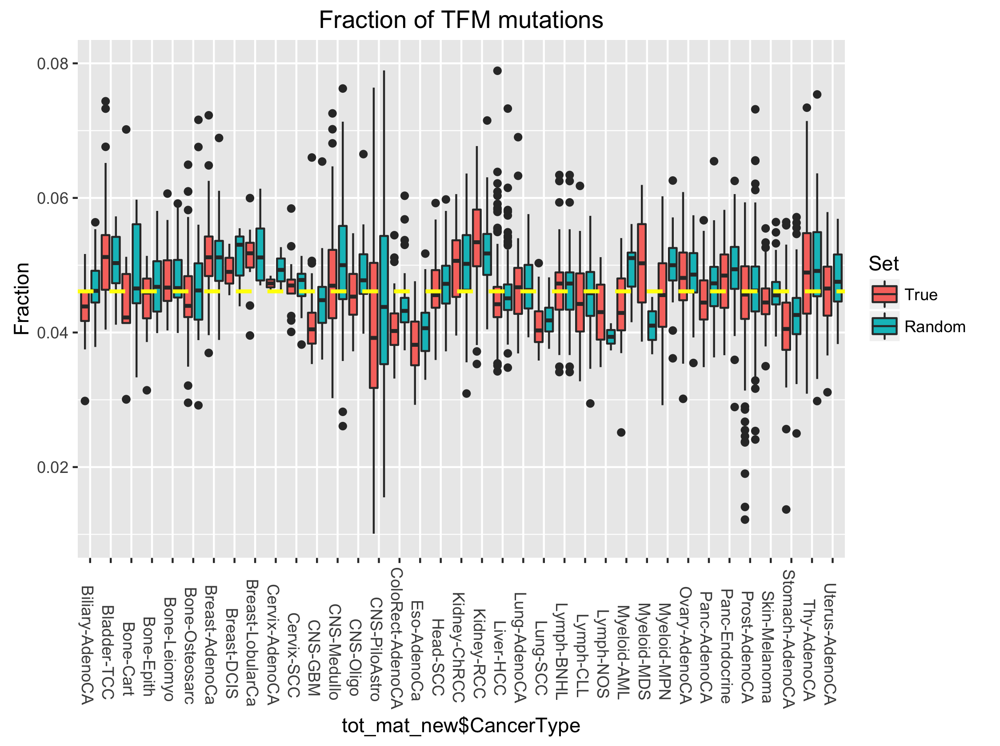 Fraction of TFM mutations
Fraction
0.08
0.06
0.04
0.02
Biliary-AdenoCA
Bladder-TCC
Bone-Cart
Bone-Epith
Bone-Leiomyo
Bone-Osteosarc
Breast-AdenoCa
Breast-DCIS
Breast-LobularCa
Cervix-AdenoCA
Cervix-SCC
CNS-GBM
CNS-Medullo
CNS-Oligo
CNS-PiloAstro
ColoRect-AdenoCA
Eso-AdenoCa
Head-SCC
Kidney-ChRCC
Kidney-RCC
Liver-HCC
Lung-AdenoCA
Lung-SCC
Lymph-BNHL
Lymph-CLL
Lymph-NOS
Myeloid-AML
Myeloid-MDS
Myeloid-MPN
Ovary-AdenoCA
Panc-AdenoCA
Panc-Endocrine
Prost-AdenoCA
Skin-Melanoma
Stomach-AdenoCA
Thy-AdenoCA
Uterus-AdenoCA
tot_mat_new$CancerType
Set
True
Random